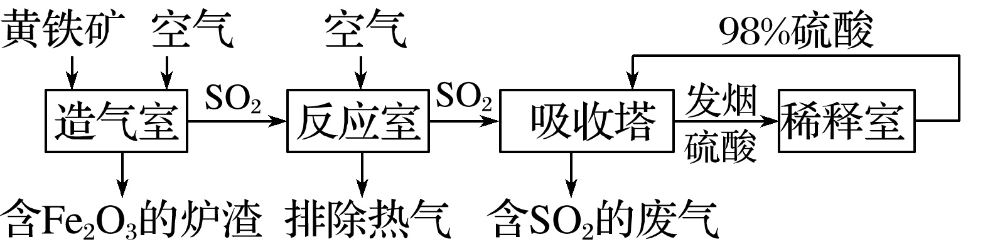 黄铁矿 空气 空气 98%硫酸
造气室 SO₂ 反应室 SO₂ 吸收塔 发烟硫酸 稀释室
含Fe₂O₃的炉渣 排除热气 含SO₂的废气